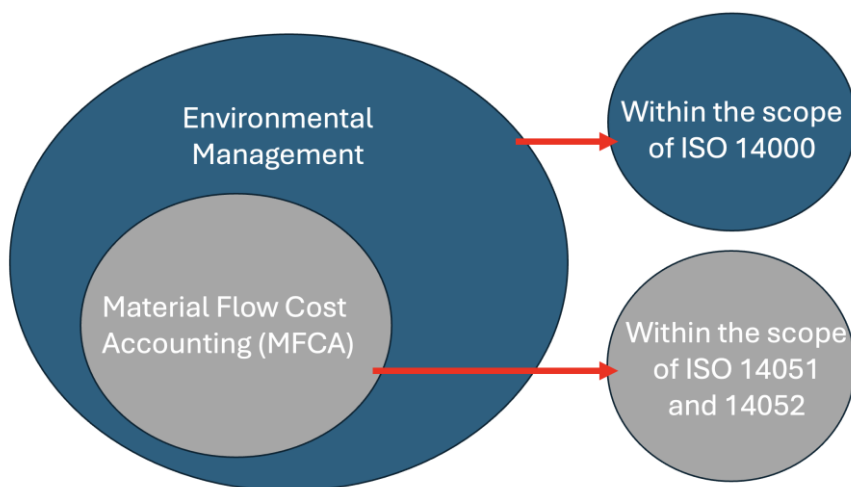 Environmental
Management
Within the scope
of ISO 14000
Material Flow Cost
Accounting (MFCA)
Within the scope
of ISO 14051
and 14052